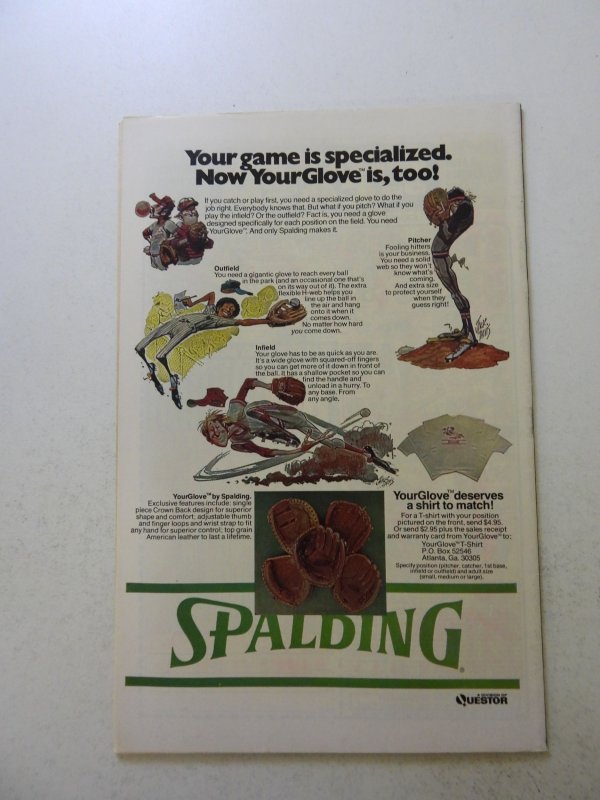 Your game is specialized.
Now YourGlove™ is, too!
If you catch or play first, you need a specialized glove to do the
job right. Everybody knows that. But what if you pitch? What if you
play the infield? Or the outfield? Fact is, you need a glove
designed specifically for each position on the field. You need
YourGlove™. And only Spalding makes it.
Pitcher
Fooling hitters
is your business.
You need a solid
web so they won't
know what's
coming.
And extra size
to protect yourself
when they
guess right!
Outfield
You need a gigantic glove to reach every ball
in the park (and an occasional one that's
on its way out of it). The extra
flexible H-web helps you
line up the ball in
the air and hang
onto it when it
comes down.
No matter how hard
you come down.
Infield
Your glove has to be as quick as you are.
It's a wide glove with squared-off fingers
so you can get more of it down in front of
the ball. It has a shallow pocket so you can
find the handle and
unload in a hurry. To
any base. From
any angle.
YourGlove™ by Spalding.
Exclusive features include: single
piece Crown Back design for superior
shape and comfort; adjustable thumb
and finger loops and wrist strap to fit
any hand for superior control; top grain
American leather to last a lifetime.
YourGlove™ deserves
a shirt to match!
For a T-shirt with your position
pictured on the front, send $4.95.
Or send $2.95 plus the sales receipt
and warranty card from YourGlove™ to:
YourGlove™ T-Shirt
P.O. Box 52546
Atlanta, Ga. 30305
Specify position (pitcher, catcher, 1st base,
infield or outfield) and adult size
(small, medium or large).
SPALDING®
A DIVISION OF
QUESTOR